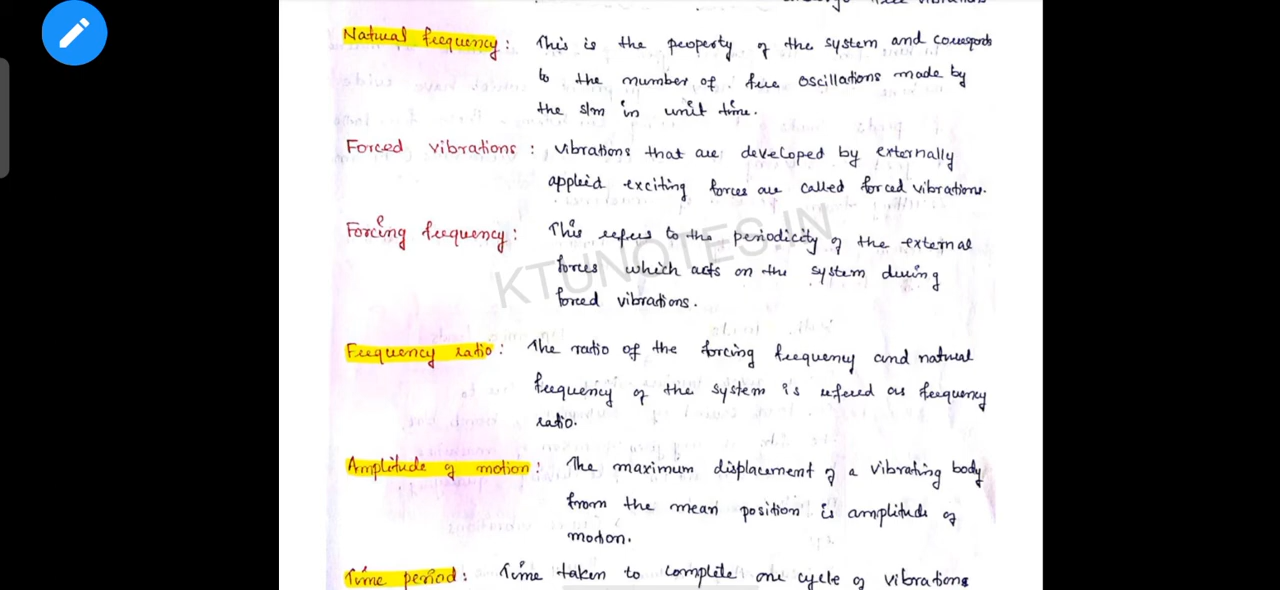 free vibration
Natural frequency : This is the property of the system and corresponds
to the number of free oscillations made by
the s/m in unit time.
Forced vibrations : vibrations that are developed by externally
applied exciting forces are called forced vibrations.
Forcing frequency : This refers to the periodicity of the external
forces which acts on the system during
forced vibrations.
KTUNOTES.IN
Frequency ratio : The ratio of the forcing frequency and natural
frequency of the system is refered as frequency
ratio.
Amplitude of motion : The maximum displacement of a vibrating body
from the mean position is amplitude of
motion.
Time period : Time taken to complete one cycle of vibrations